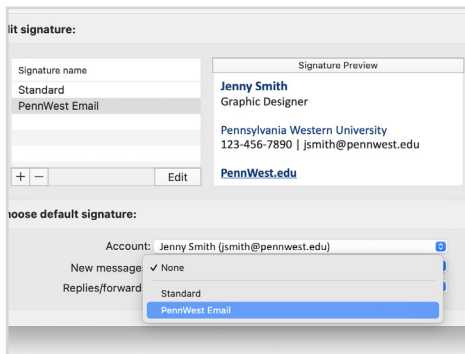 lit signature:
Signature name
Standard
PennWest Email
+ −
Edit
Signature Preview
Jenny Smith
Graphic Designer
Pennsylvania Western University
123-456-7890 | jsmith@pennwest.edu
PennWest.edu
noose default signature:
Account: Jenny Smith (jsmith@pennwest.edu)
New message
✓ None
Replies/forward
Standard
PennWest Email